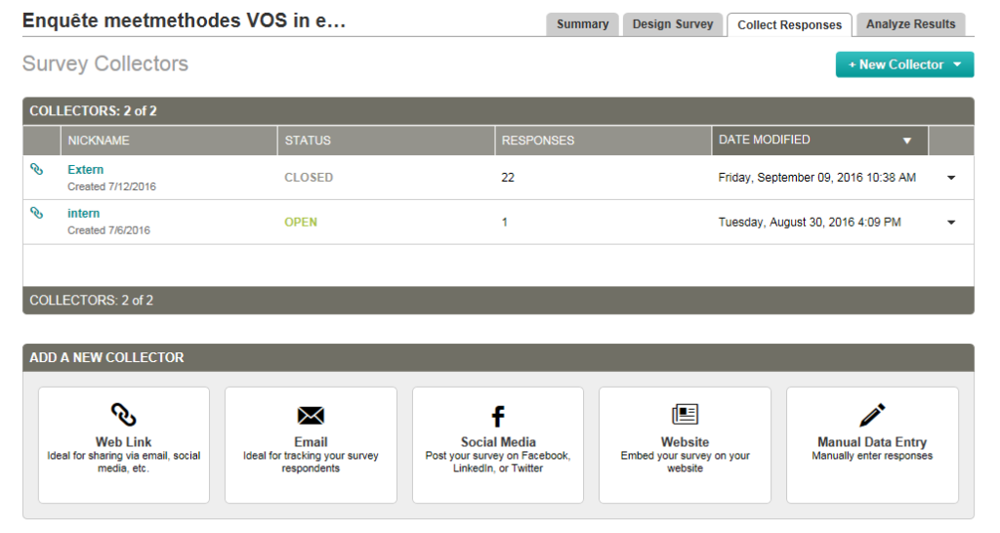 Enquête meetmethodes VOS in e...
Summary
Design Survey
Collect Responses
Analyze Results
Survey Collectors
+ New Collector
COLLECTORS: 2 of 2
NICKNAME
STATUS
RESPONSES
DATE MODIFIED
Extern
Created 7/12/2016
CLOSED
22
Friday, September 09, 2016 10:38 AM
intern
Created 7/6/2016
OPEN
1
Tuesday, August 30, 2016 4:09 PM
COLLECTORS: 2 of 2
ADD A NEW COLLECTOR
Web Link
Ideal for sharing via email, social
media, etc.
Email
Ideal for tracking your survey
respondents
Social Media
Post your survey on Facebook,
LinkedIn, or Twitter
Website
Embed your survey on your
website
Manual Data Entry
Manually enter responses